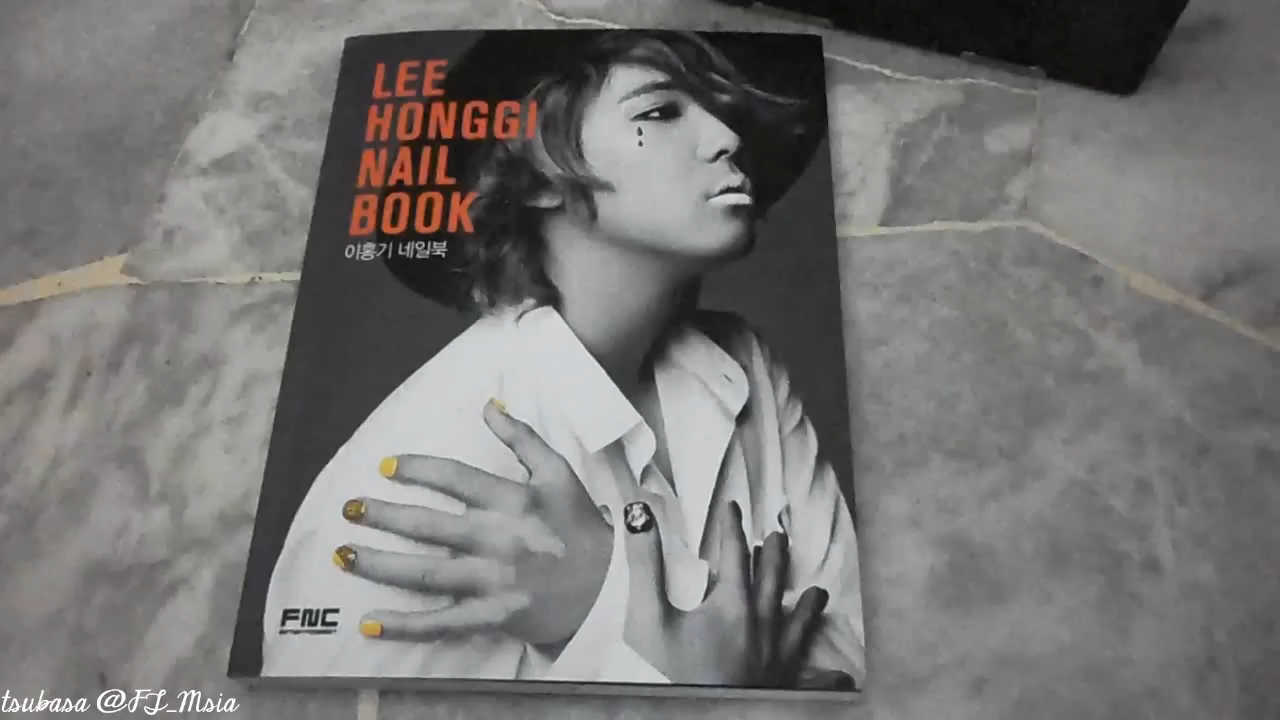 LEE
HONGGI
NAIL
BOOK
이홍기 네일북
FNC
tsubasa @FI_Msia